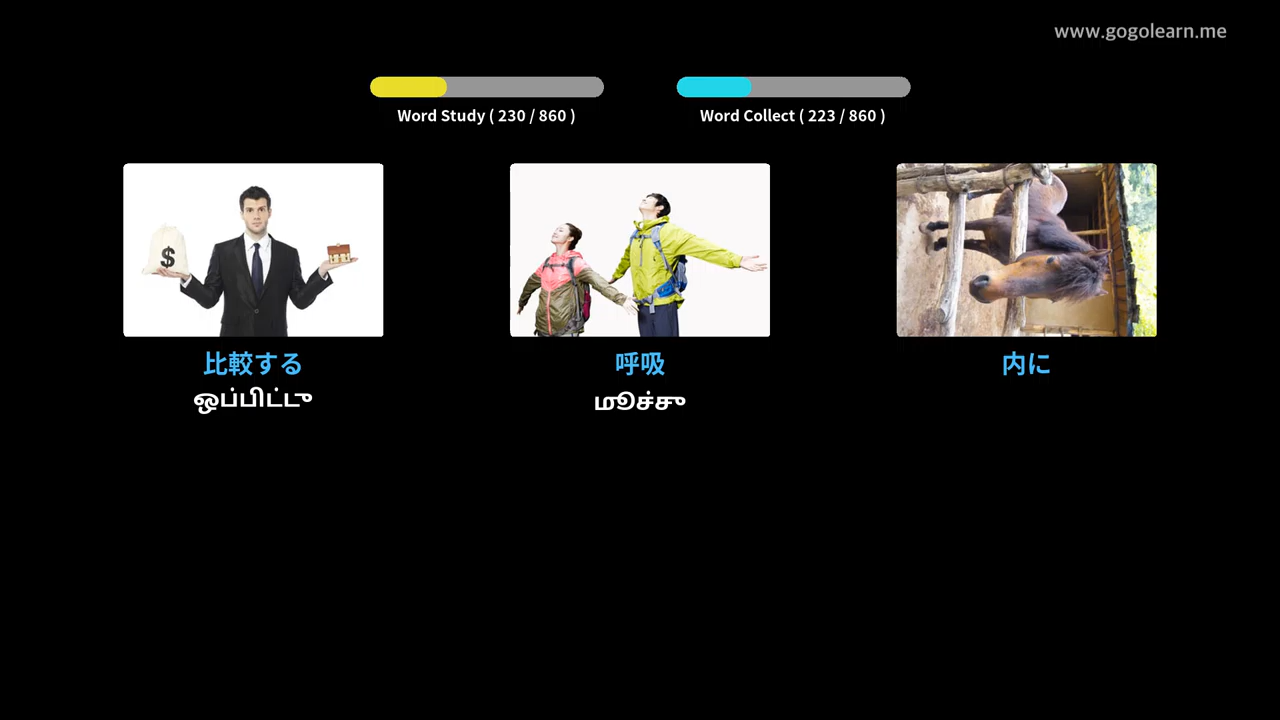 www.gogolearn.me
Word Study ( 230 / 860 )
Word Collect ( 223 / 860 )
$
比較する
呼吸
内に
ஒப்பிட்டு
மூச்சு